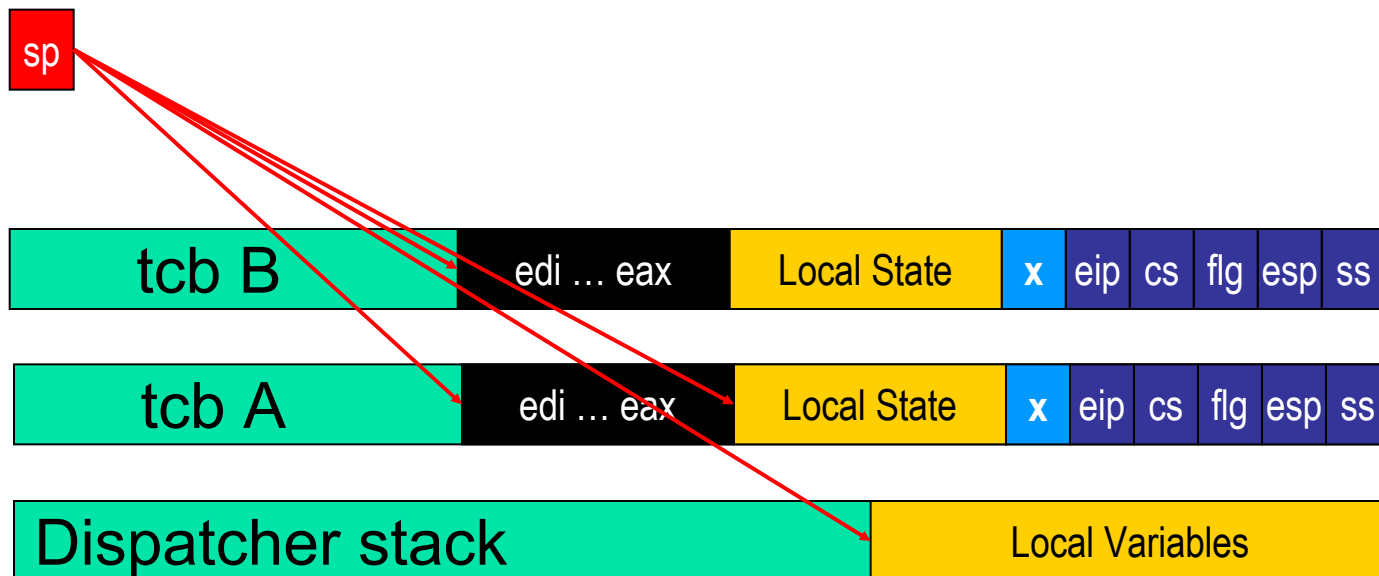 sp
tcb B edi … eax Local State x eip cs flg esp ss
tcb A edi … eax Local State x eip cs flg esp ss
Dispatcher stack Local Variables